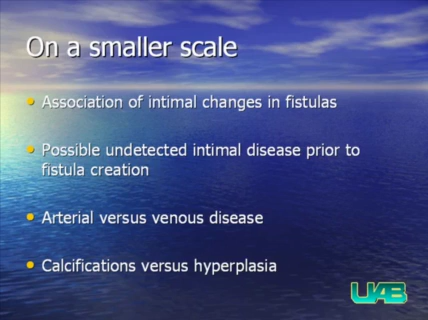 On a smaller scale
Association of intimal changes in fistulas
Possible undetected intimal disease prior to
fistula creation
Arterial versus venous disease
Calcifications versus hyperplasia
UAB